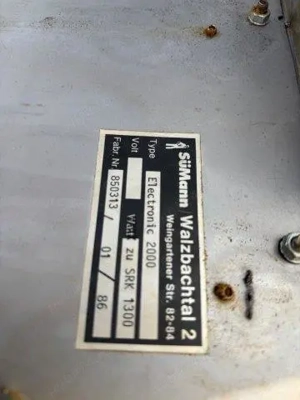 SüMann Walzbachtal 2
Weingartener Str. 82-84
Type Electronic 2000
Volt Watt zu SRK 1300
Fabr. Nr. 850313 / 01 / 86